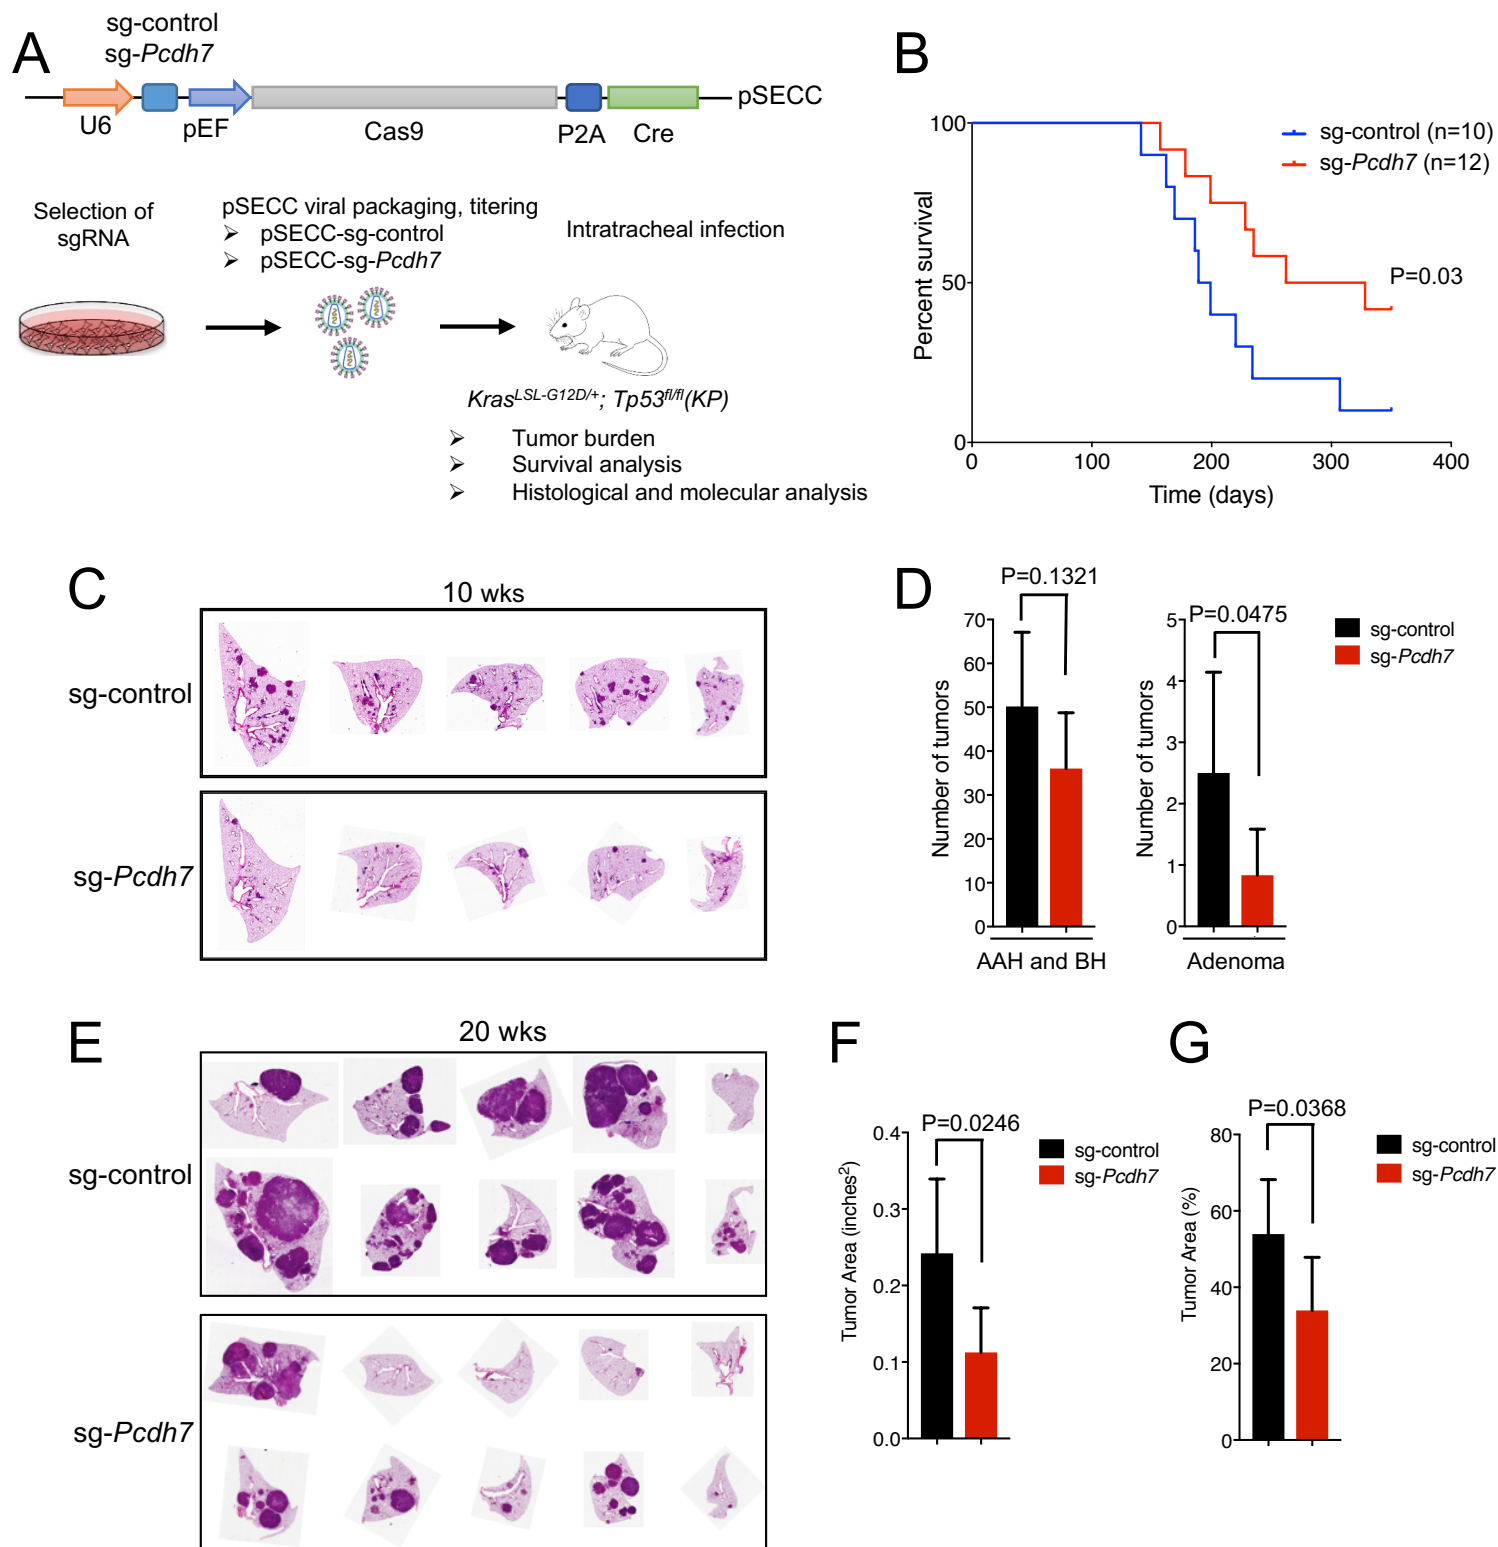 A
sg-control
sg-Pcdh7
U6
pEF
Cas9
P2A
Cre
pSECC
Selection of
sgRNA
pSECC viral packaging, titering
➢ pSECC-sg-control
➢ pSECC-sg-Pcdh7
Intratracheal infection
Kras^LSL-G12D/+; Tp53^fl/fl(KP)
➢ Tumor burden
➢ Survival analysis
➢ Histological and molecular analysis
B
Percent survival
100
50
0
0 100 200 300 400
Time (days)
sg-control (n=10)
sg-Pcdh7 (n=12)
P=0.03
C
10 wks
sg-control
sg-Pcdh7
D
P=0.1321
Number of tumors
70
60
50
40
30
20
10
0
AAH and BH
P=0.0475
Number of tumors
5
4
3
2
1
0
Adenoma
sg-control
sg-Pcdh7
E
20 wks
sg-control
sg-Pcdh7
F
P=0.0246
Tumor Area (inches²)
0.4
0.3
0.2
0.1
0.0
sg-control
sg-Pcdh7
G
P=0.0368
Tumor Area (%)
80
60
40
20
0
sg-control
sg-Pcdh7